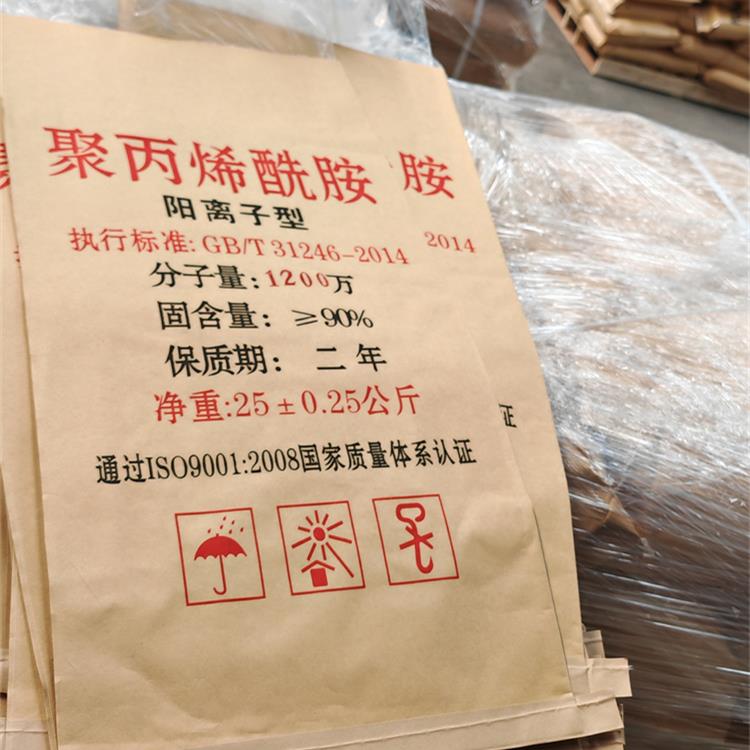 聚丙烯酰胺
胺
阳离子型
执行标准: GB/T 31246-2014
2014
分子量: 1200万
固含量: ≥90%
保质期: 二年
净重:25±0.25公斤
通过ISO9001:2008国家质量体系认证
证